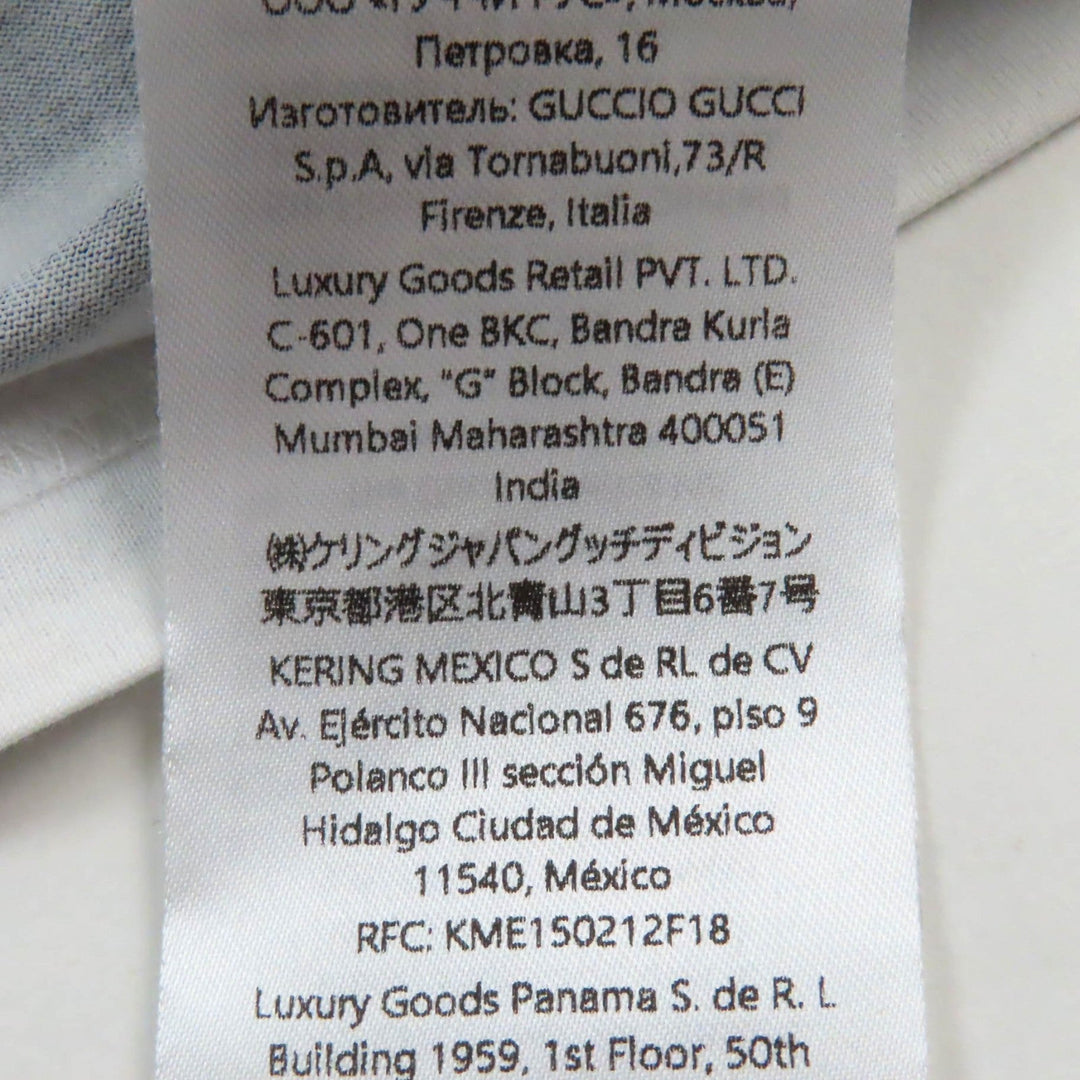 Петровка, 16
Изготовитель: GUCCIO GUCCI
S.p.A, via Tornabuoni,73/R
Firenze, Italia
Luxury Goods Retail PVT. LTD.
C-601, One BKC, Bandra Kurla
Complex, "G" Block, Bandra (E)
Mumbai Maharashtra 400051
India
㈱ケリングジャパングッチディビジョン
東京都港区北青山3丁目6番7号
KERING MEXICO S de RL de CV
Av. Ejército Nacional 676, piso 9
Polanco III sección Miguel
Hidalgo Ciudad de México
11540, México
RFC: KME150212F18
Luxury Goods Panama S. de R. L
Building 1959, 1st Floor, 50th